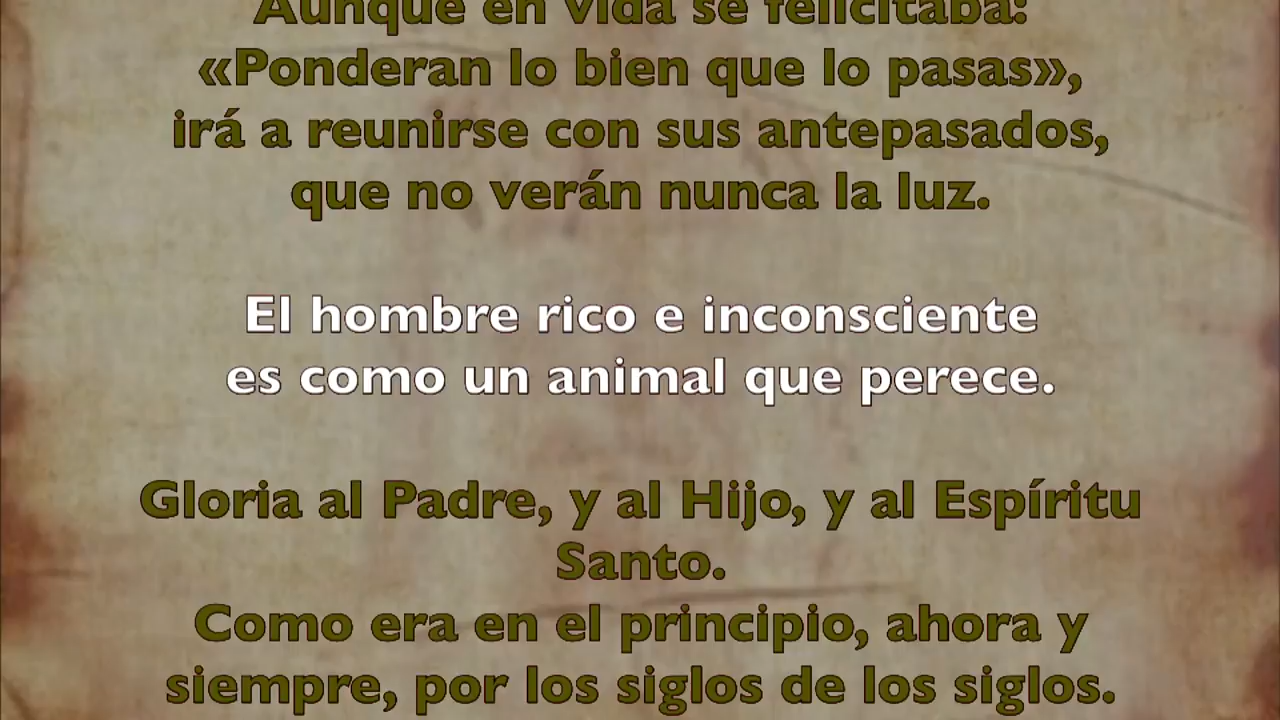 Aunque en vida se felicitaba:
«Ponderan lo bien que lo pasas»,
irá a reunirse con sus antepasados,
que no verán nunca la luz.
El hombre rico e inconsciente
es como un animal que perece.
Gloria al Padre, y al Hijo, y al Espíritu
Santo.
Como era en el principio, ahora y
siempre, por los siglos de los siglos.